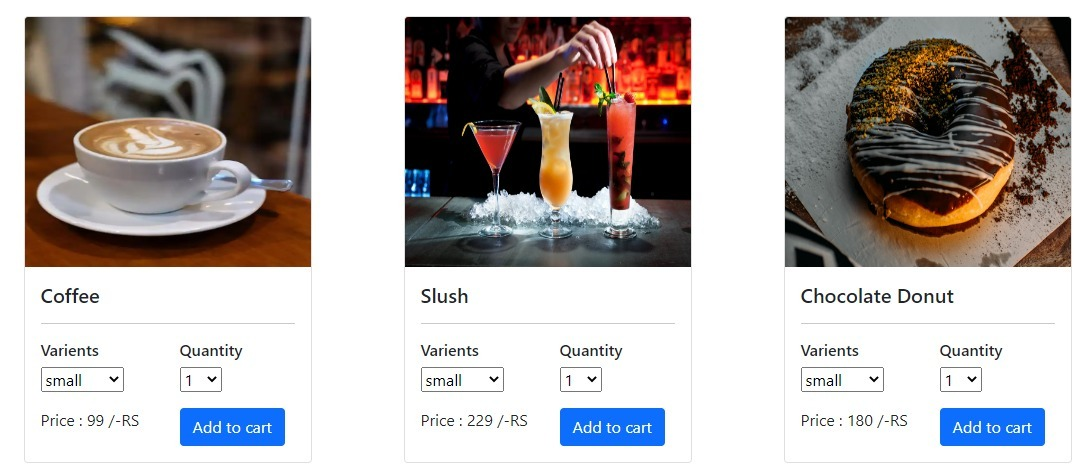 Coffee
Varients Quantity
small 1
Price : 99 /-RS Add to cart
Slush
Varients Quantity
small 1
Price : 229 /-RS Add to cart
Chocolate Donut
Varients Quantity
small 1
Price : 180 /-RS Add to cart